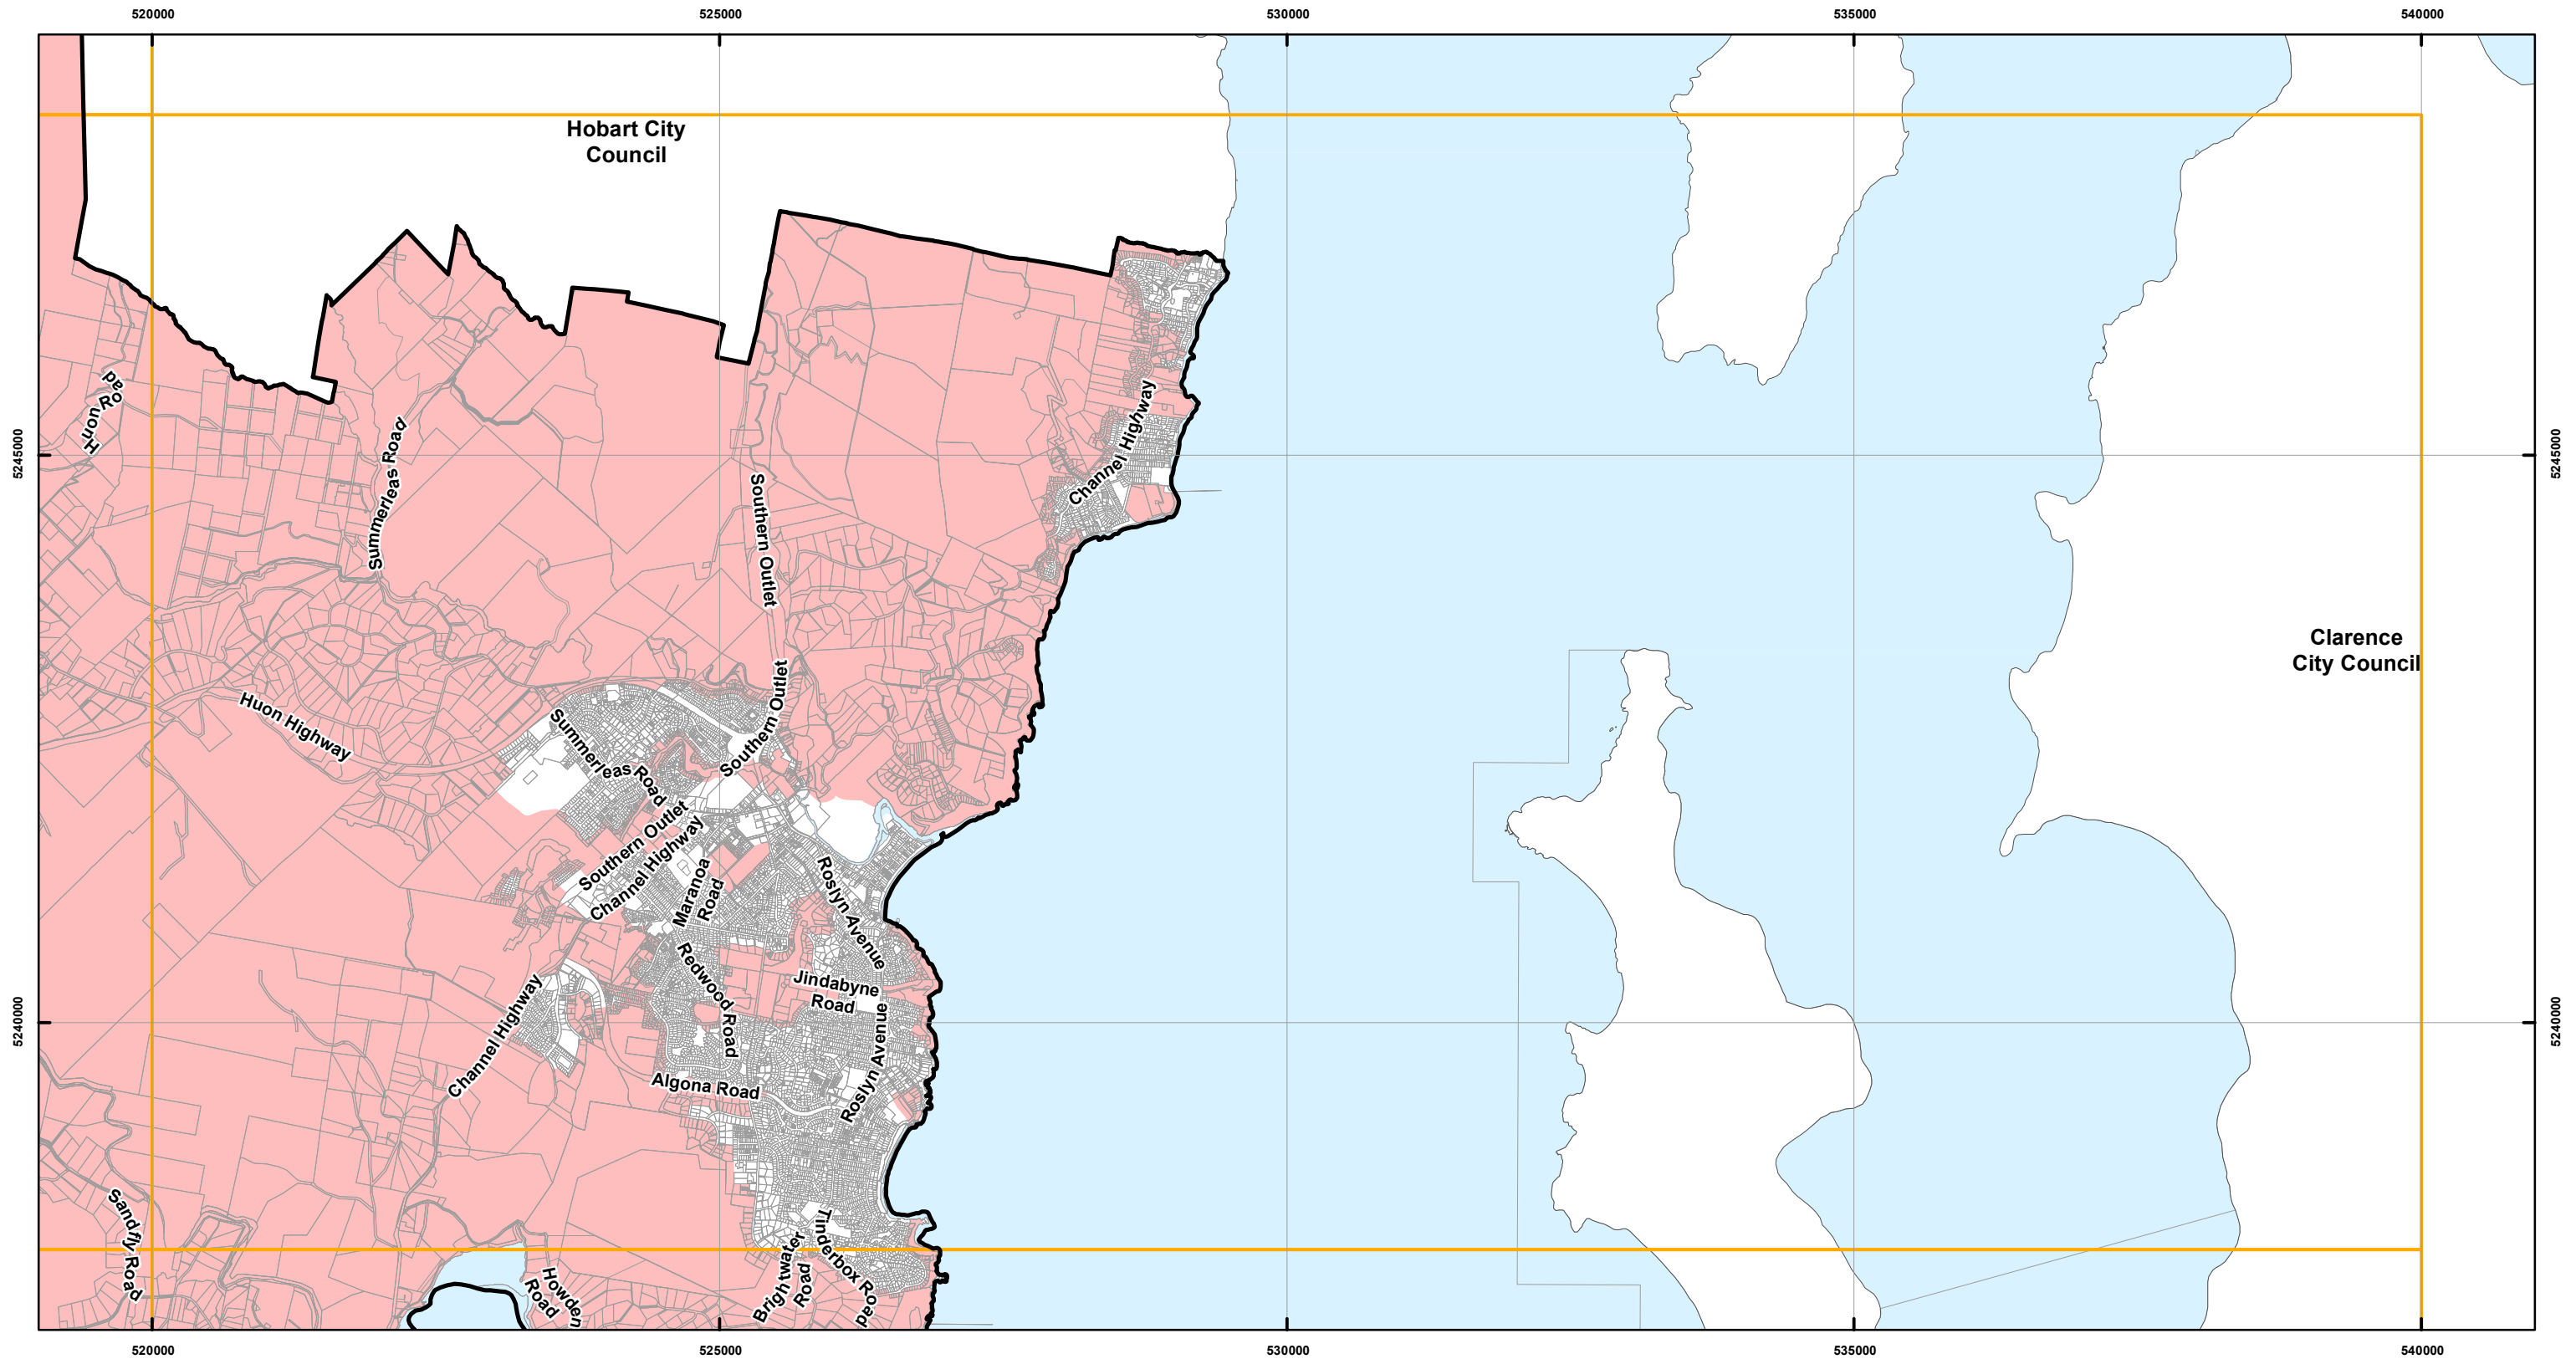 520000
525000
530000
535000
540000
Hobart City
Council
Huon Road
Summerleas Road
Channel Highway
5245000
5245000
Southern Outlet
Clarence
City Council
Huon Highway
Southern Outlet
Summerleas Road
Southern Outlet
Channel Highway
Maranoa
Road
Roslyn Avenue
Redwood Road
Jindabyne
Road
Channel Highway
5240000
5240000
Algona Road
Roslyn Avenue
Sandfly Road
Howden
Road
Brightwater
Road
Tinderbox Road
520000
525000
530000
535000
540000